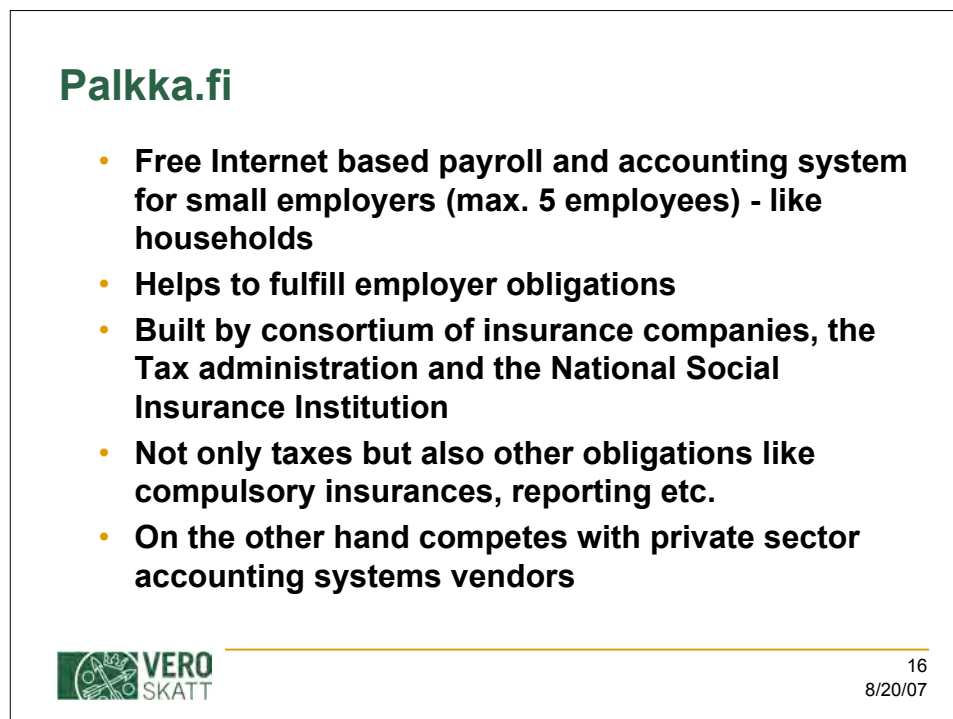 Palkka.fi
• Free Internet based payroll and accounting system
for small employers (max. 5 employees) - like
households
• Helps to fulfill employer obligations
• Built by consortium of insurance companies, the
Tax administration and the National Social
Insurance Institution
• Not only taxes but also other obligations like
compulsory insurances, reporting etc.
• On the other hand competes with private sector
accounting systems vendors
VERO
SKATT
16
8/20/07